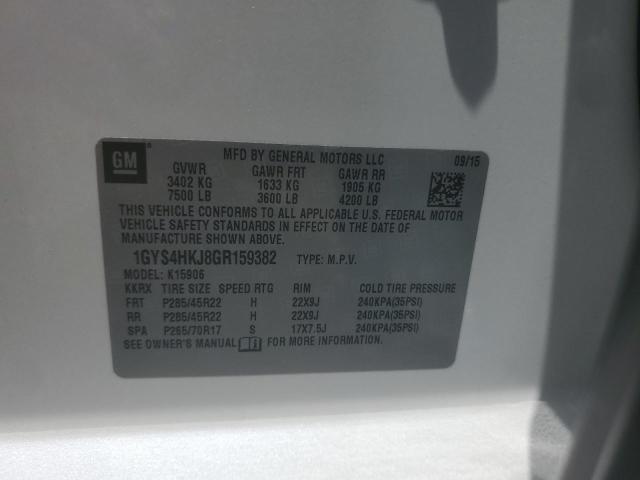 GM
MFD BY GENERAL MOTORS LLC 09/15
GVWR GAWR FRT GAWR RR
3402 KG 1633 KG 1905 KG
7500 LB 3600 LB 4200 LB
THIS VEHICLE CONFORMS TO ALL APPLICABLE U.S. FEDERAL MOTOR
VEHICLE SAFETY STANDARDS IN EFFECT ON THE DATE OF
MANUFACTURE SHOWN ABOVE.
1GYS4HKJ8GR159382 TYPE: M.P.V.
MODEL: K15906
KKRX TIRE SIZE SPEED RTG RIM COLD TIRE PRESSURE
FRT P285/45R22 H 22X9J 240KPA(35PSI)
RR P285/45R22 H 22X9J 240KPA(35PSI)
SPA P265/70R17 S 17X7.5J 240KPA(35PSI)
SEE OWNER'S MANUAL FOR MORE INFORMATION.